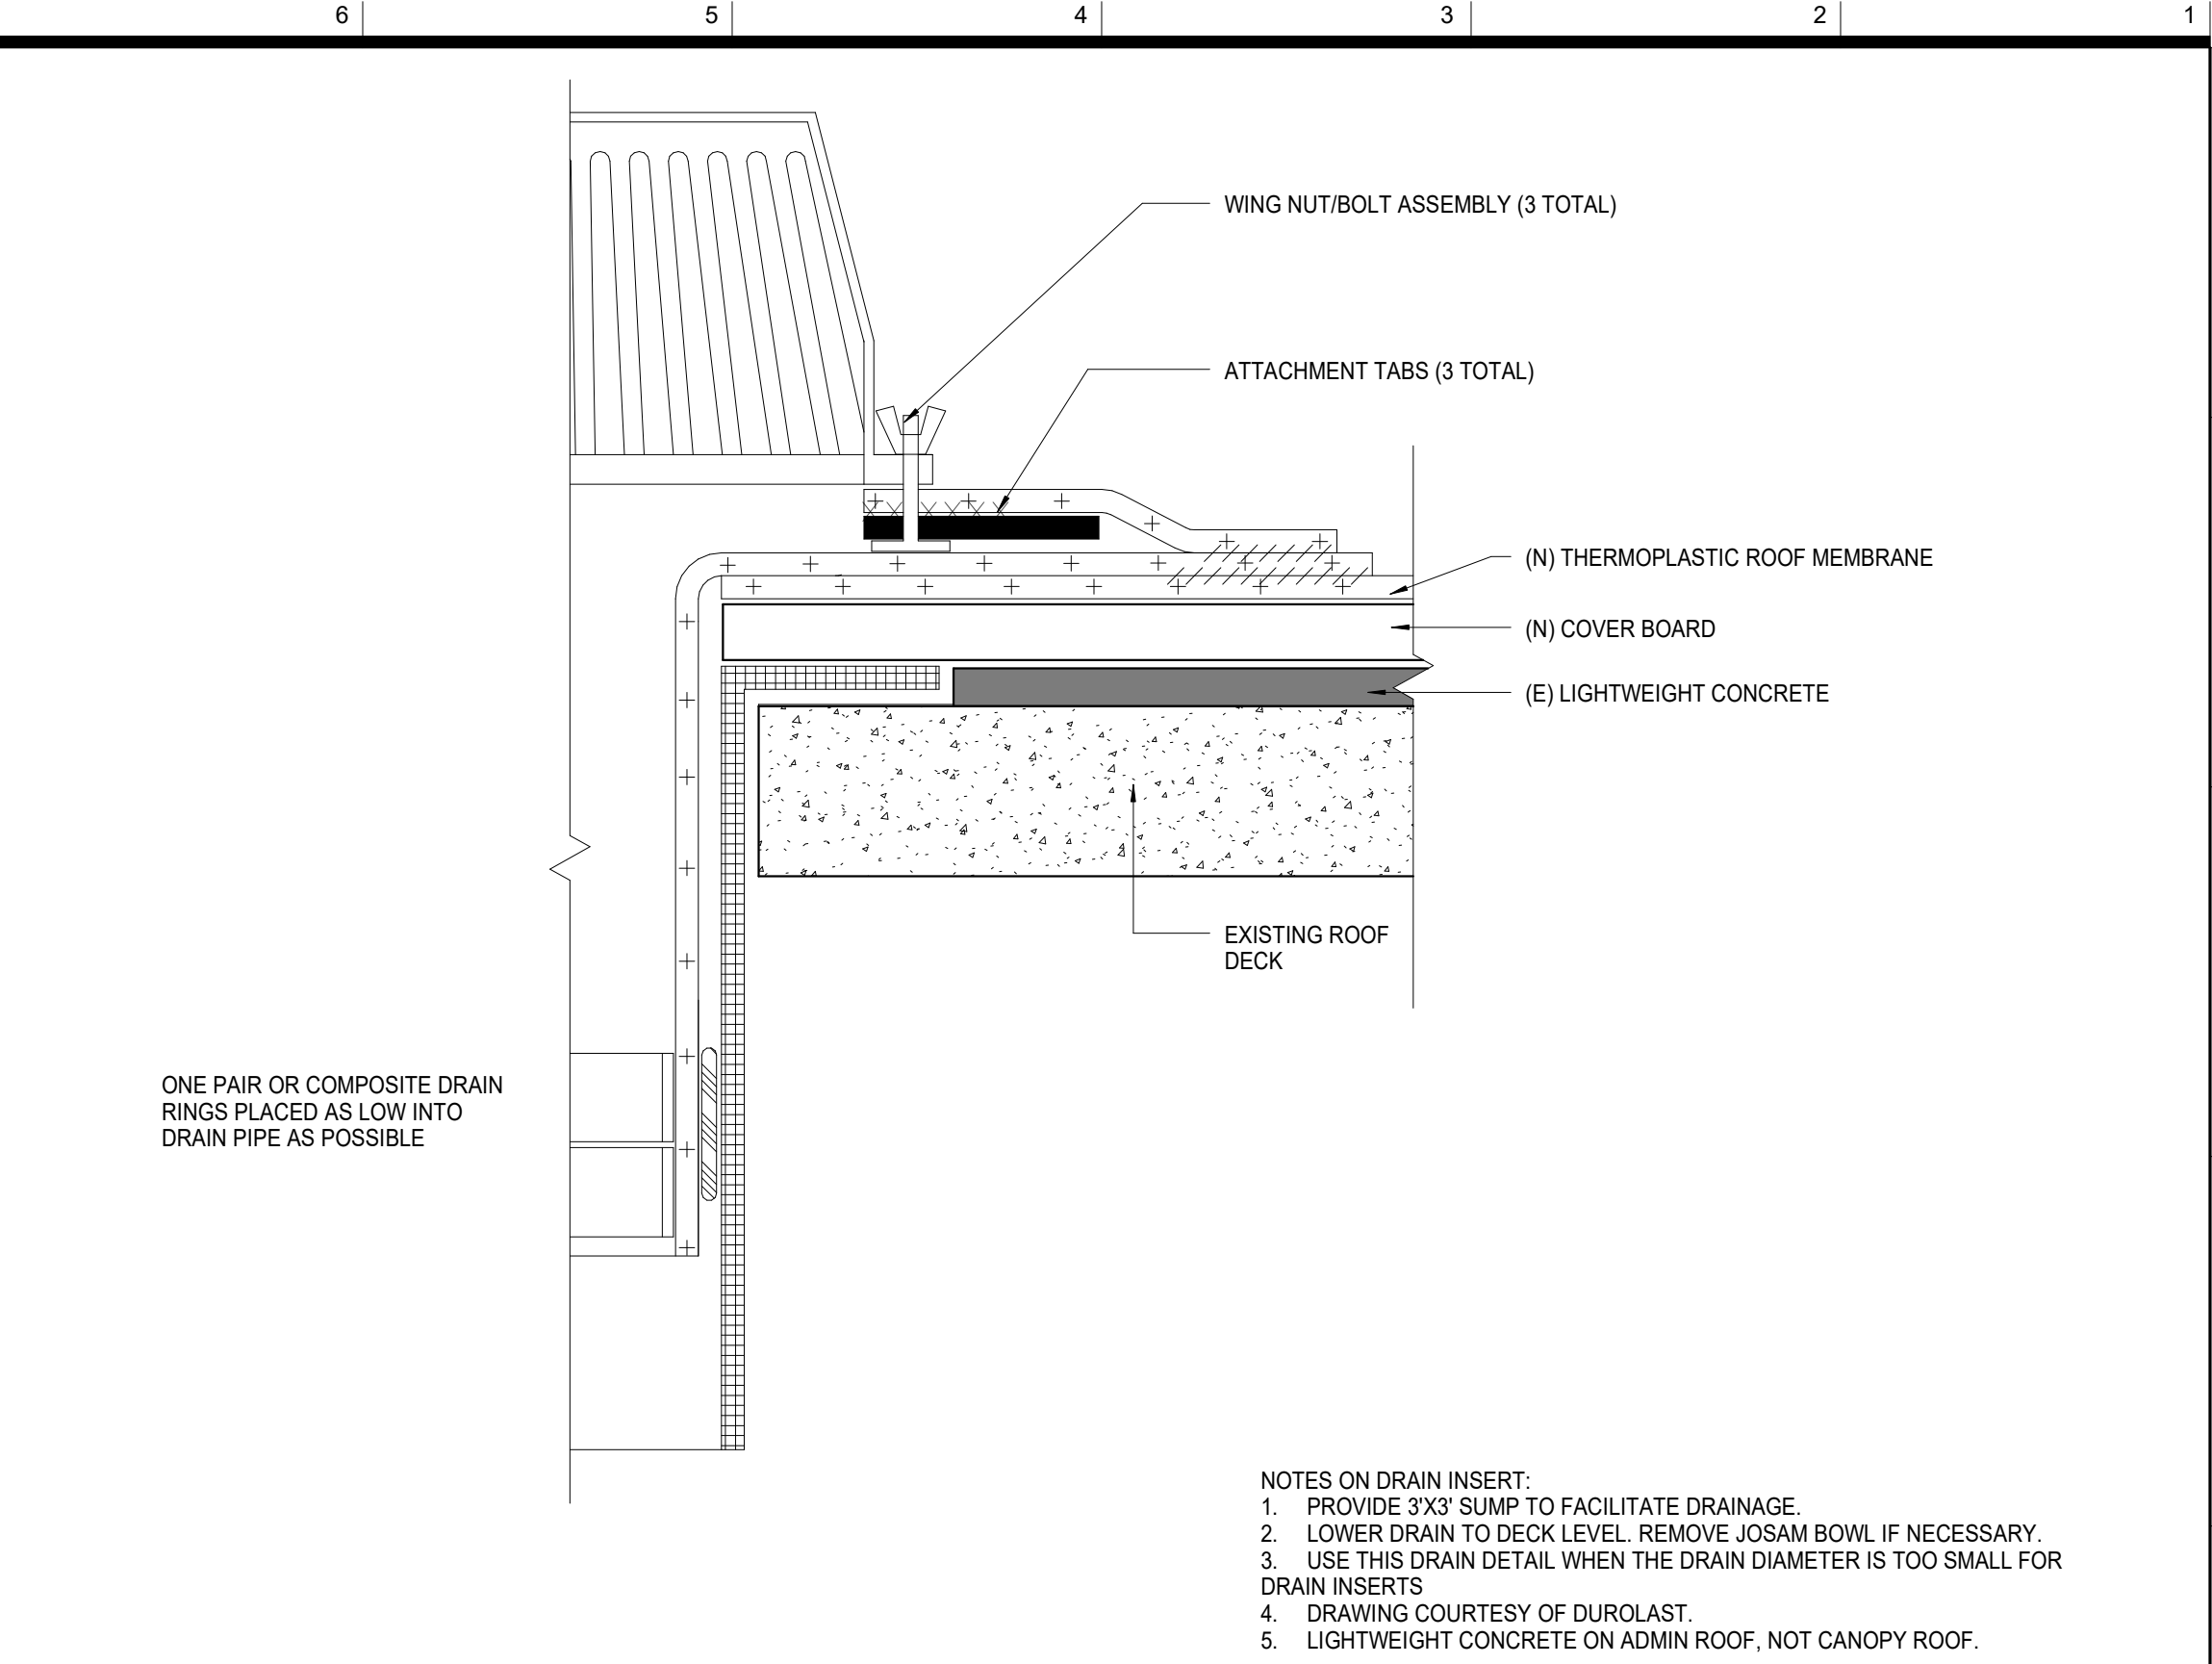 6 5 4 3 2 1
WING NUT/BOLT ASSEMBLY (3 TOTAL)
ATTACHMENT TABS (3 TOTAL)
(N) THERMOPLASTIC ROOF MEMBRANE
(N) COVER BOARD
(E) LIGHTWEIGHT CONCRETE
EXISTING ROOF
DECK
ONE PAIR OR COMPOSITE DRAIN
RINGS PLACED AS LOW INTO
DRAIN PIPE AS POSSIBLE
NOTES ON DRAIN INSERT:
1. PROVIDE 3'X3' SUMP TO FACILITATE DRAINAGE.
2. LOWER DRAIN TO DECK LEVEL. REMOVE JOSAM BOWL IF NECESSARY.
3. USE THIS DRAIN DETAIL WHEN THE DRAIN DIAMETER IS TOO SMALL FOR
DRAIN INSERTS
4. DRAWING COURTESY OF DUROLAST.
5. LIGHTWEIGHT CONCRETE ON ADMIN ROOF, NOT CANOPY ROOF.